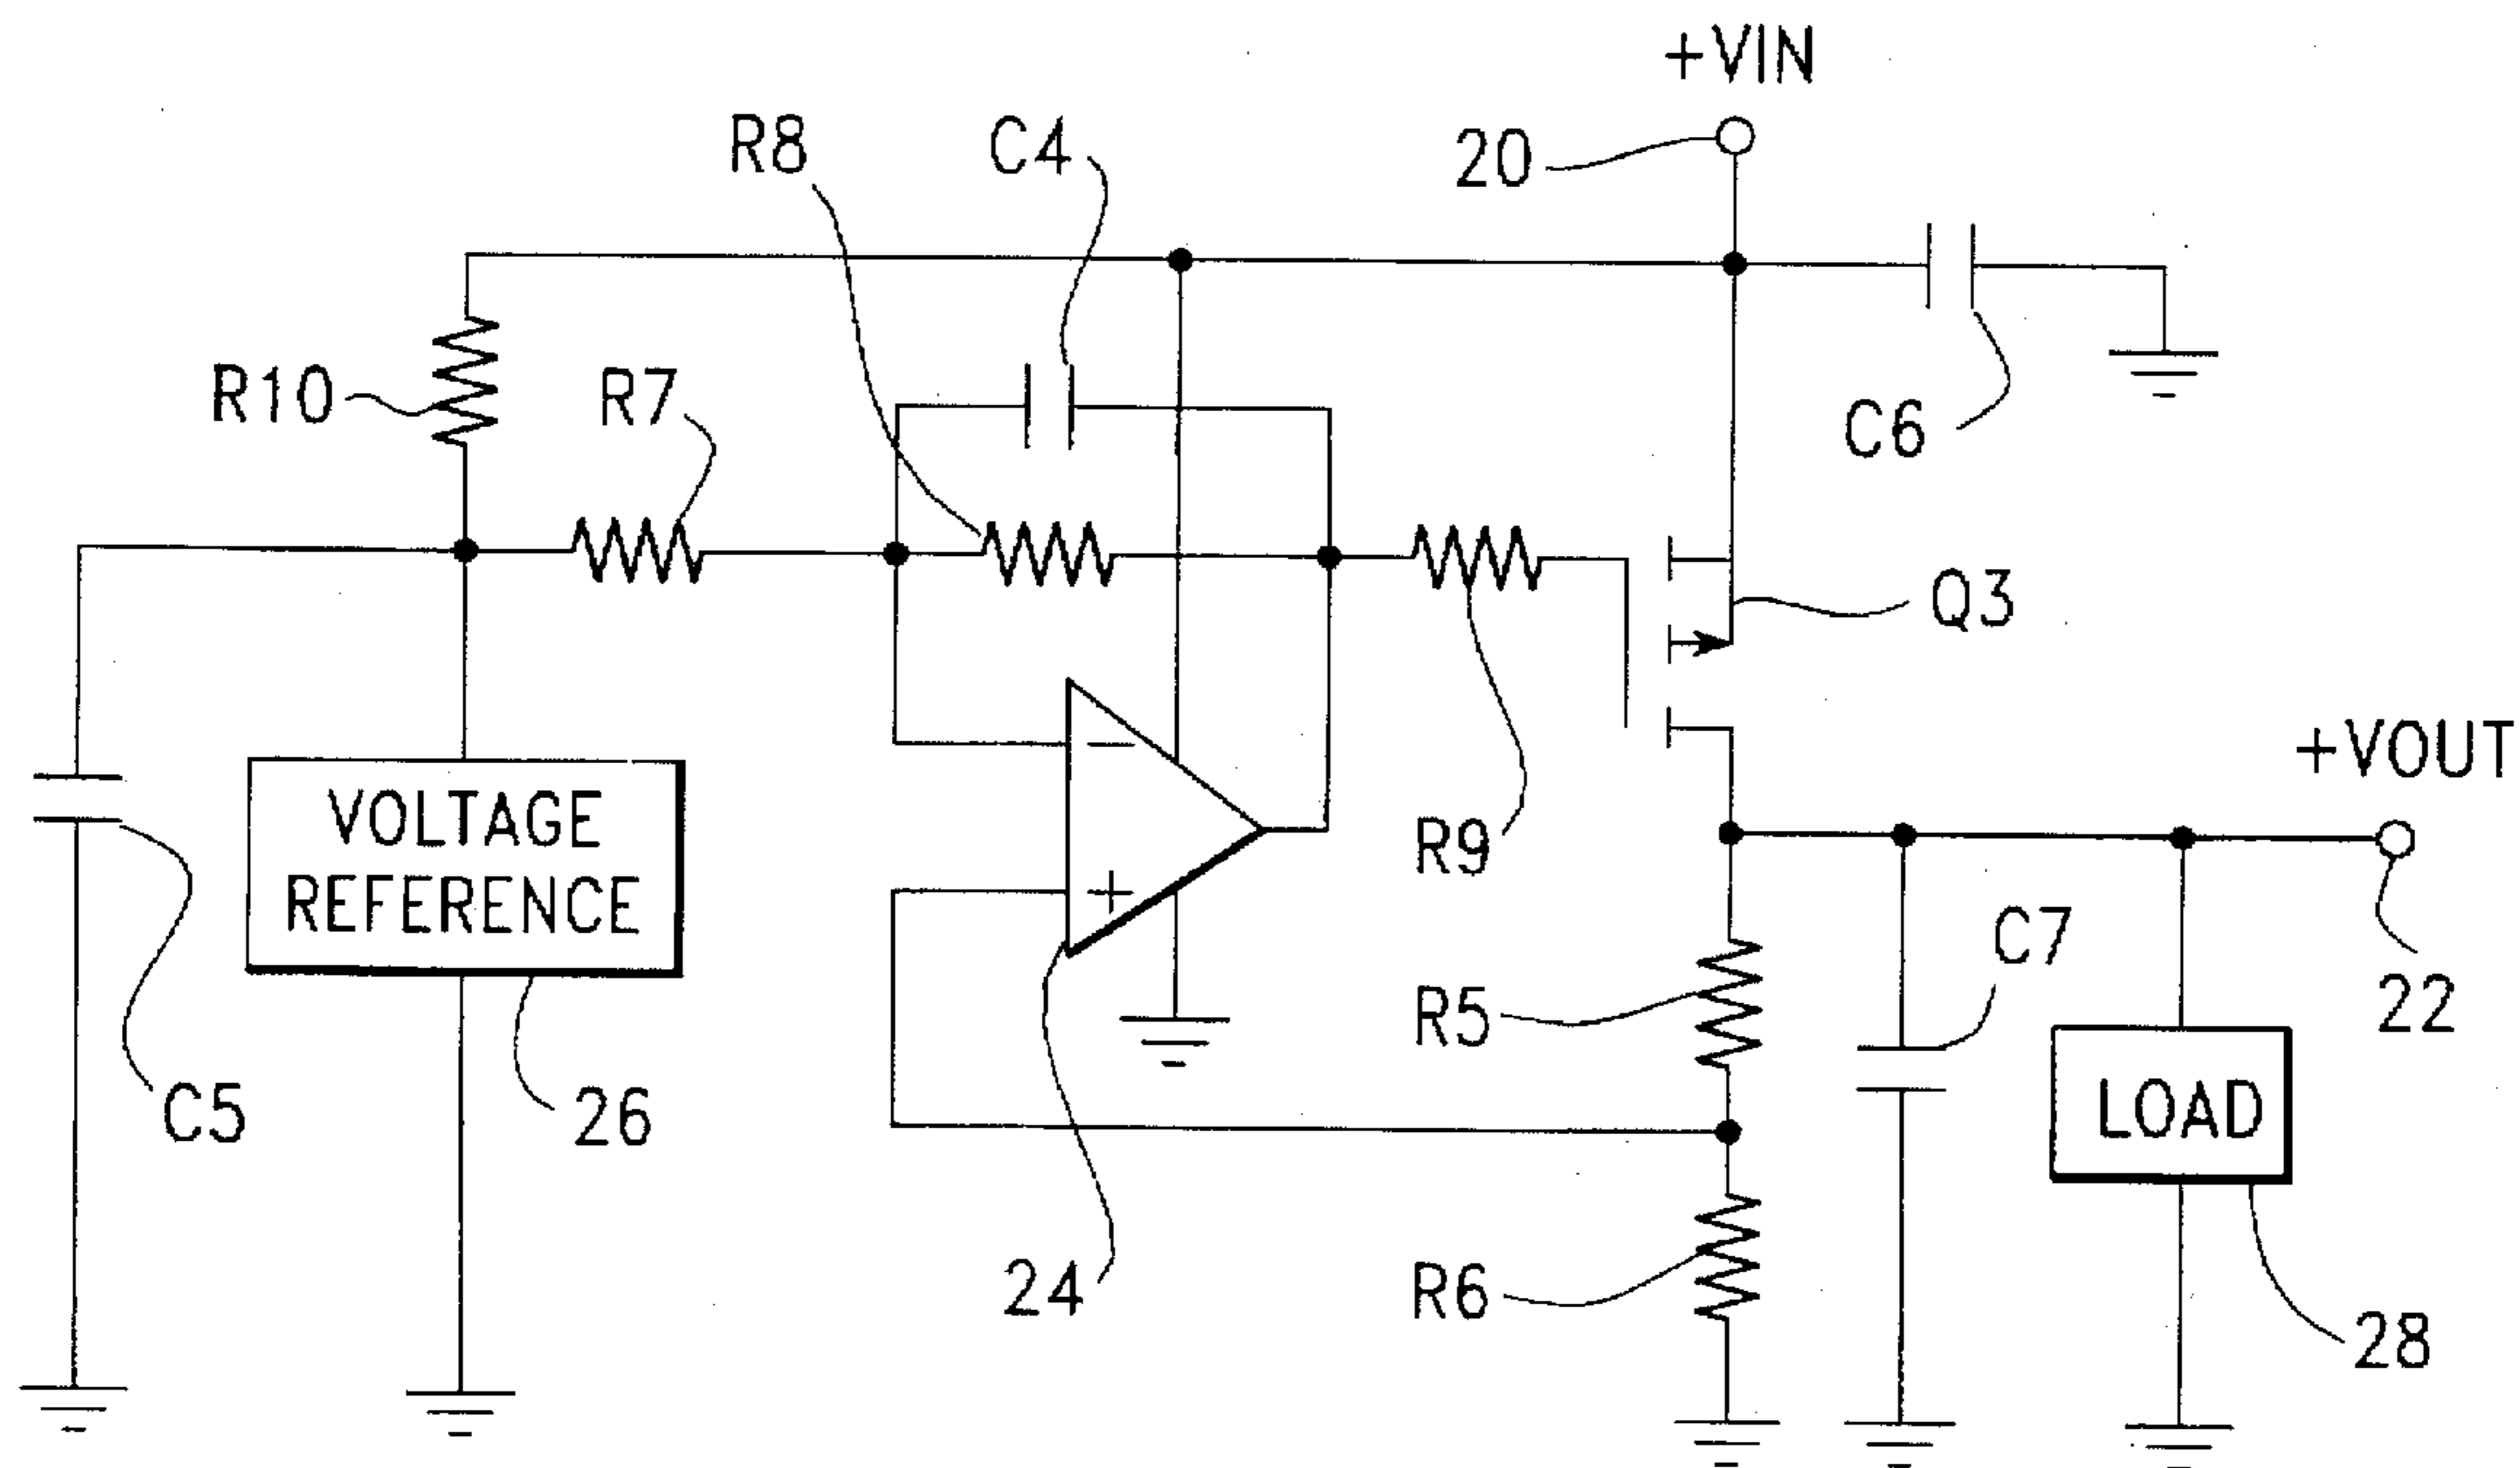 +VIN
R8
C4
20
R10
R7
C6
Q3
+VOUT
VOLTAGE
REFERENCE
−
+
R9
C7
R5
22
LOAD
C5
26
24
R6
28